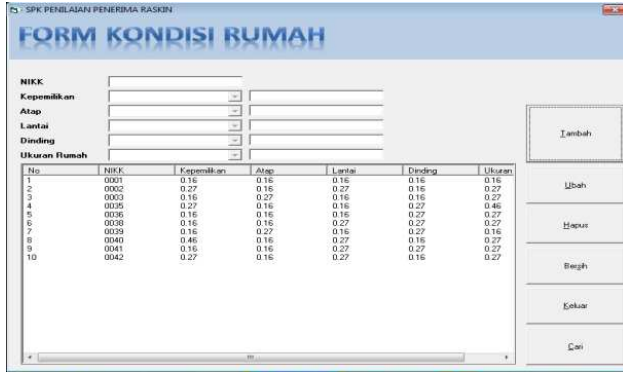 SPK PENILAIAN PENERIMA RASKIN
FORM KONDISI RUMAH
NIKK
Kepemilikan
Atap
Lantai
Dinding
Ukuran Rumah
No NIKK Kepemilikan Atap Lantai Dinding Ukuran
1 0001 0.16 0.16 0.16 0.16 0.16
2 0002 0.27 0.16 0.27 0.16 0.27
3 0003 0.16 0.27 0.16 0.27 0.27
4 0035 0.27 0.16 0.16 0.27 0.46
5 0036 0.16 0.16 0.16 0.27 0.27
6 0038 0.16 0.16 0.27 0.16 0.27
7 0039 0.16 0.27 0.16 0.27 0.16
8 0040 0.46 0.16 0.27 0.16 0.27
9 0041 0.16 0.16 0.27 0.27 0.27
10 0042 0.27 0.16 0.27 0.16 0.27
Tambah
Ubah
Hapus
Bersih
Keluar
Cari